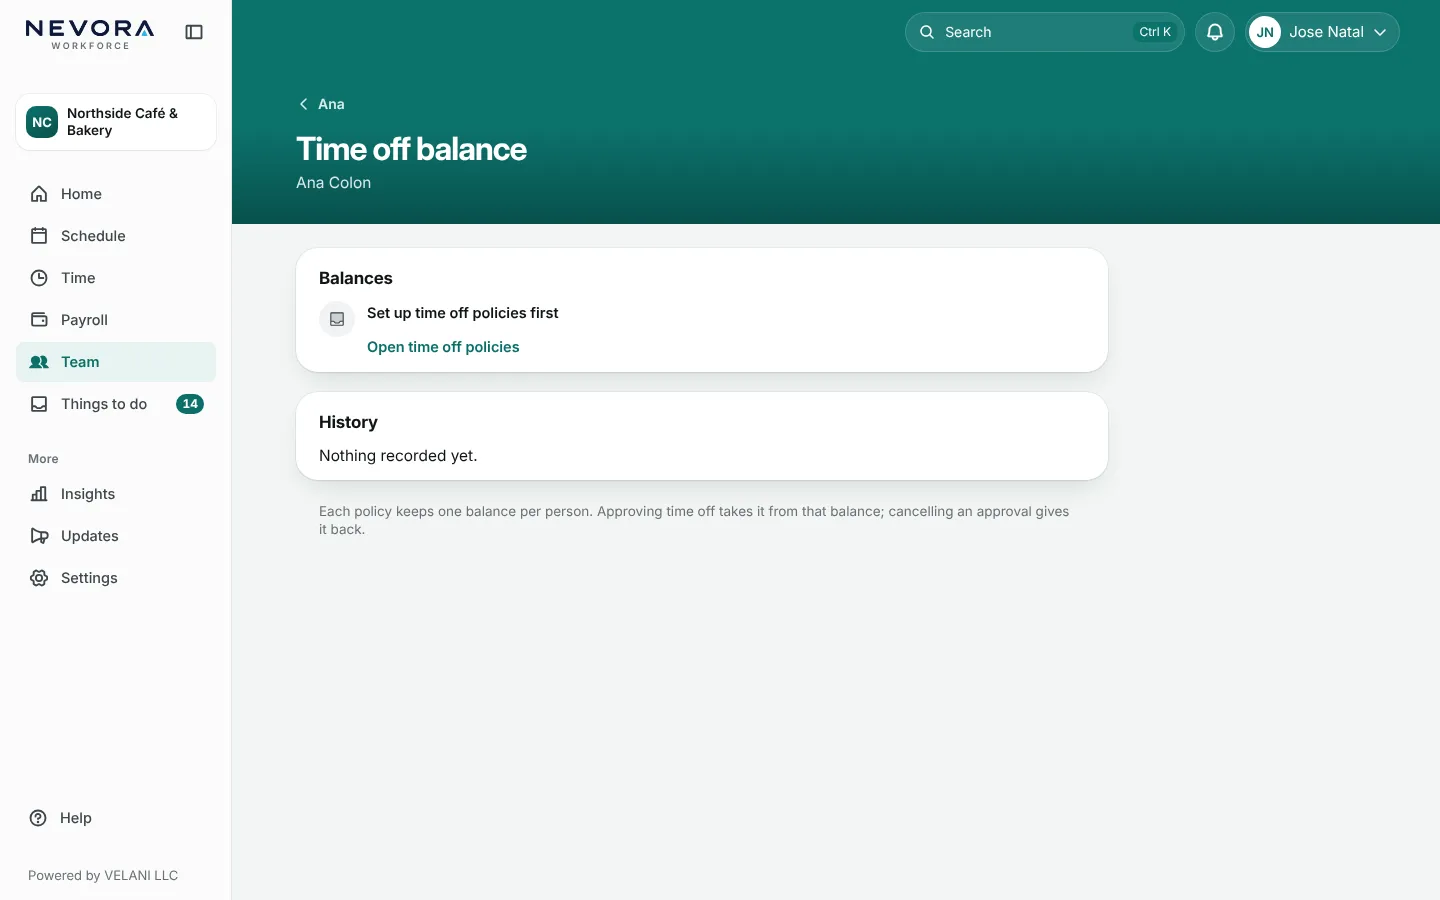 NEVORA
WORKFORCE
Search
Ctrl K
JN
Jose Natal
NC
Northside Café &
Bakery
Home
Schedule
Time
Payroll
Team
Things to do
14
More
Insights
Updates
Settings
Help
Powered by VELANI LLC
Ana
Time off balance
Ana Colon
Balances
Set up time off policies first
Open time off policies
History
Nothing recorded yet.
Each policy keeps one balance per person. Approving time off takes it from that balance; cancelling an approval gives
it back.